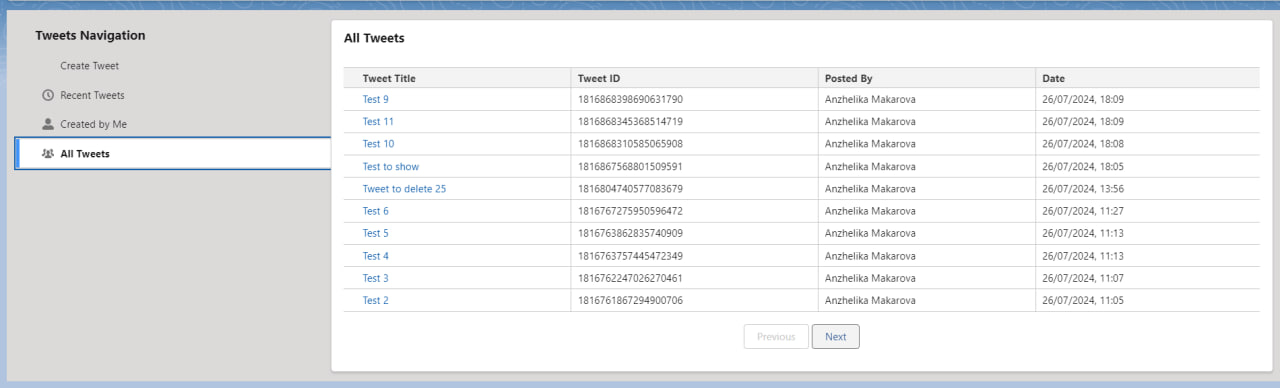 Tweets Navigation
Create Tweet
Recent Tweets
Created by Me
All Tweets
All Tweets
Tweet Title Tweet ID Posted By Date
Test 9 1816868398690631790 Anzhelika Makarova 26/07/2024, 18:09
Test 11 1816868345368514719 Anzhelika Makarova 26/07/2024, 18:09
Test 10 1816868310585065908 Anzhelika Makarova 26/07/2024, 18:08
Test to show 1816867568801509591 Anzhelika Makarova 26/07/2024, 18:05
Tweet to delete 25 1816804740577083679 Anzhelika Makarova 26/07/2024, 13:56
Test 6 1816767275950596472 Anzhelika Makarova 26/07/2024, 11:27
Test 5 1816763862835740909 Anzhelika Makarova 26/07/2024, 11:13
Test 4 1816763757445472349 Anzhelika Makarova 26/07/2024, 11:13
Test 3 1816762247026270461 Anzhelika Makarova 26/07/2024, 11:07
Test 2 1816761867294900706 Anzhelika Makarova 26/07/2024, 11:05
Previous Next